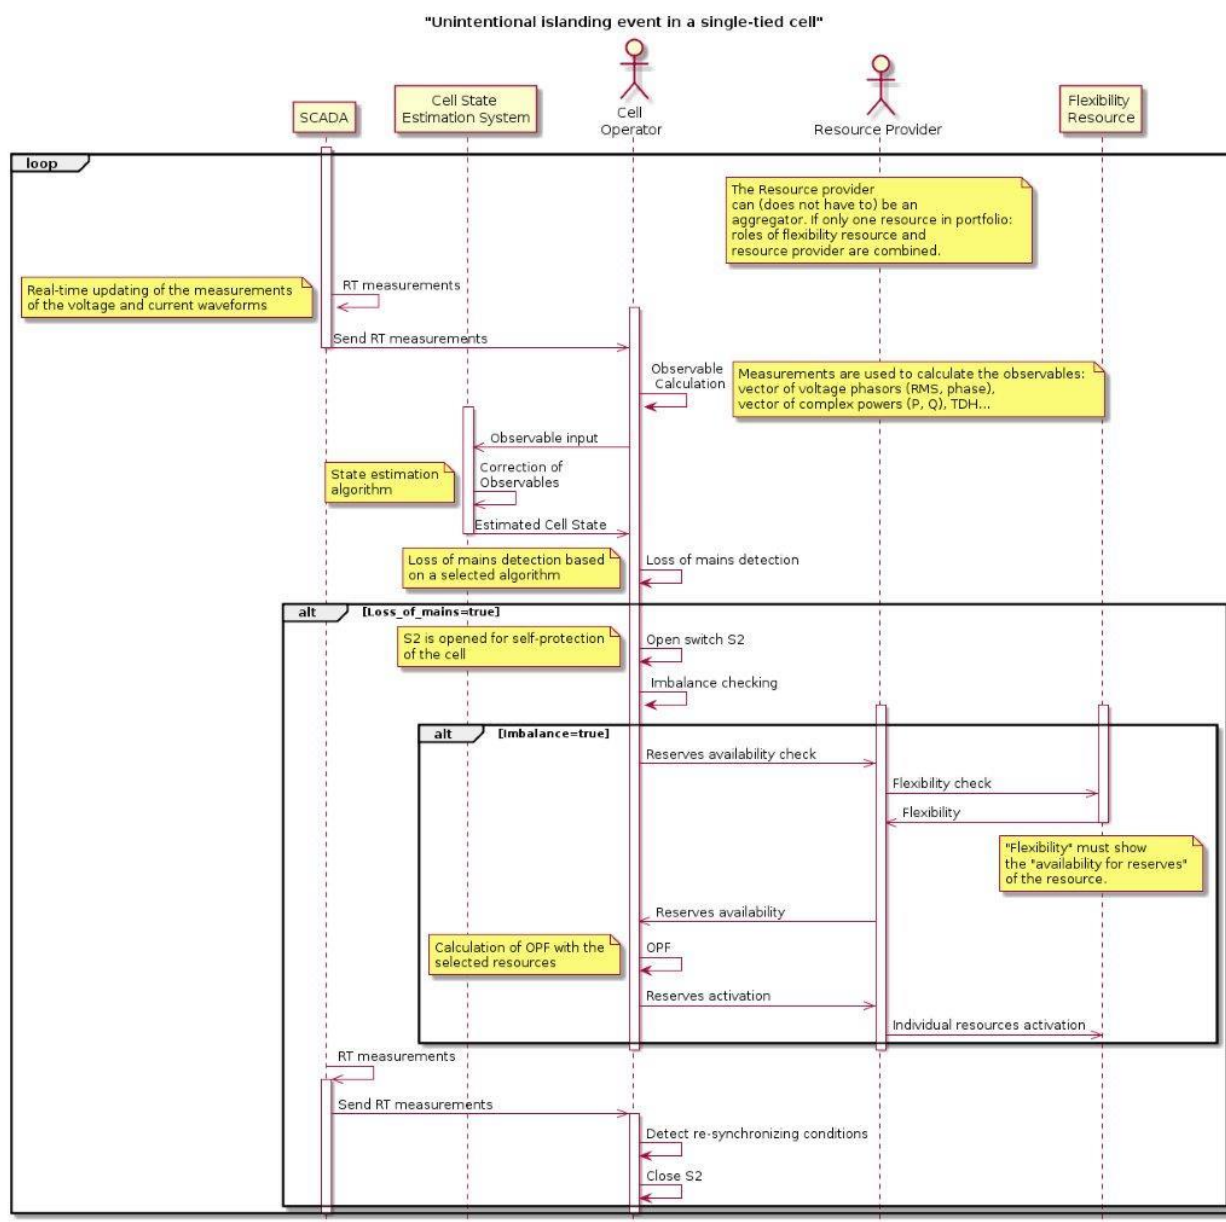 "Unintentional islanding event in a single-tied cell"
SCADA
Cell State
Estimation System
Cell
Operator
Resource Provider
Flexibility
Resource
loop
The Resource provider
can (does not have to) be an
aggregator. If only one resource in portfolio:
roles of flexibility resource and
resource provider are combined.
Real-time updating of the measurements
of the voltage and current waveforms
RT measurements
Send RT measurements
Observable
Calculation
Measurements are used to calculate the observables:
vector of voltage phasors (RMS, phase),
vector of complex powers (P, Q), TDH...
Observable input
State estimation
algorithm
Correction of
Observables
Estimated Cell State
Loss of mains detection based
on a selected algorithm
Loss of mains detection
alt [Loss_of_mains=true]
S2 is opened for self-protection
of the cell
Open switch S2
Imbalance checking
alt [Imbalance=true]
Reserves availability check
Flexibility check
Flexibility
"Flexibility" must show
the "availability for reserves"
of the resource.
Reserves availability
Calculation of OPF with the
selected resources
OPF
Reserves activation
Individual resources activation
RT measurements
Send RT measurements
Detect re-synchronizing conditions
Close S2